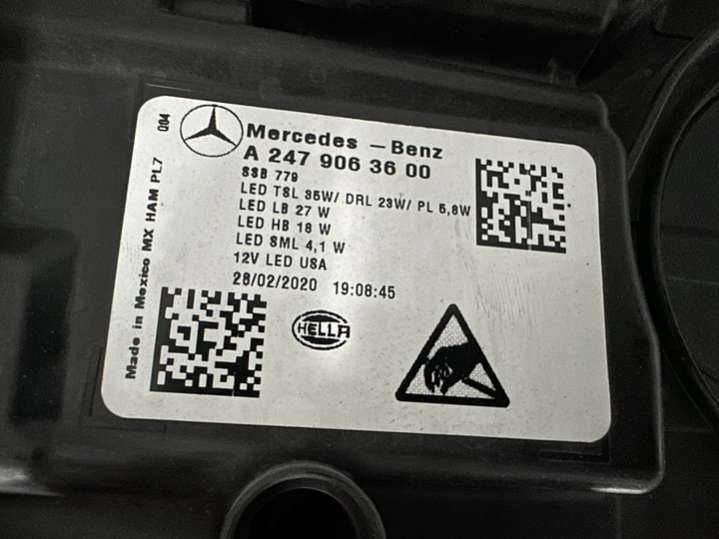 Mercedes - Benz
A 247 906 36 00
SSB 779
LED TSL 35W/ DRL 23W/ PL 5,8W
LED LB 27 W
LED HB 18 W
LED SML 4,1 W
12V LED USA
28/02/2020 19:08:45
HELLA
Made in Mexico MX HAM PL7 004